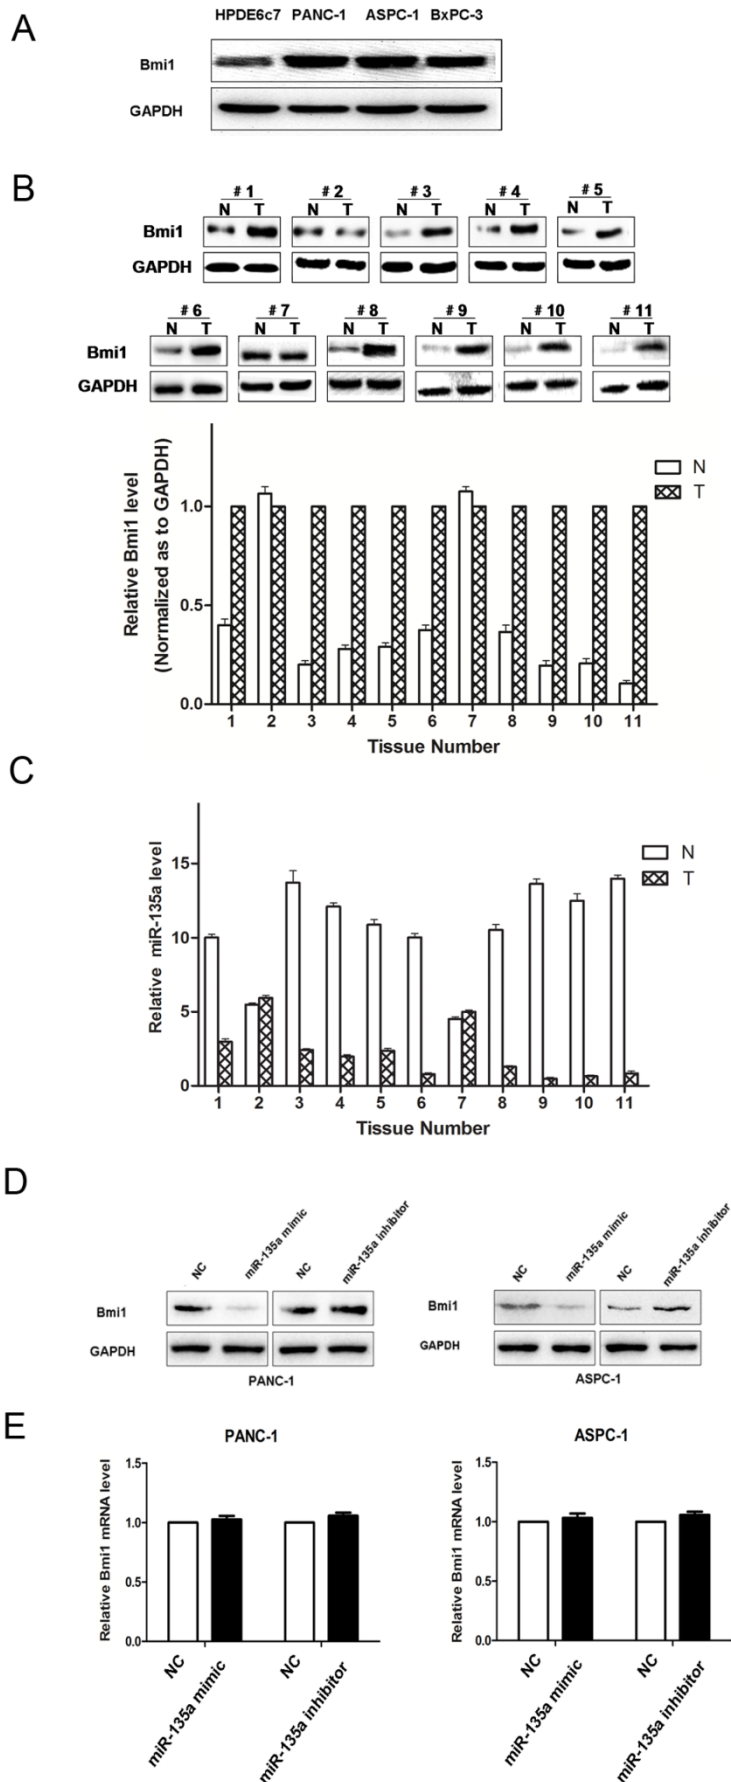 A
HPDE6c7 PANC-1 ASPC-1 BxPC-3
Bmi1
GAPDH
B
# 1 # 2 # 3 # 4 # 5
N T N T N T N T N T
Bmi1
GAPDH
# 6 # 7 # 8 # 9 # 10 # 11
N T N T N T N T N T N T
Bmi1
GAPDH
Relative Bmi1 level
(Normalized as to GAPDH)
1.0
0.5
0.0
N
T
1 2 3 4 5 6 7 8 9 10 11
Tissue Number
C
Relative miR-135a level
15
10
5
0
N
T
1 2 3 4 5 6 7 8 9 10 11
Tissue Number
D
NC miR-135a mimic NC miR-135a inhibitor
Bmi1
GAPDH
PANC-1
NC miR-135a mimic NC miR-135a inhibitor
Bmi1
GAPDH
ASPC-1
E
PANC-1
Relative Bmi1 mRNA level
1.5
1.0
0.5
0.0
NC miR-135a mimic NC miR-135a inhibitor
ASPC-1
Relative Bmi1 mRNA level
1.5
1.0
0.5
0.0
NC miR-135a mimic NC miR-135a inhibitor